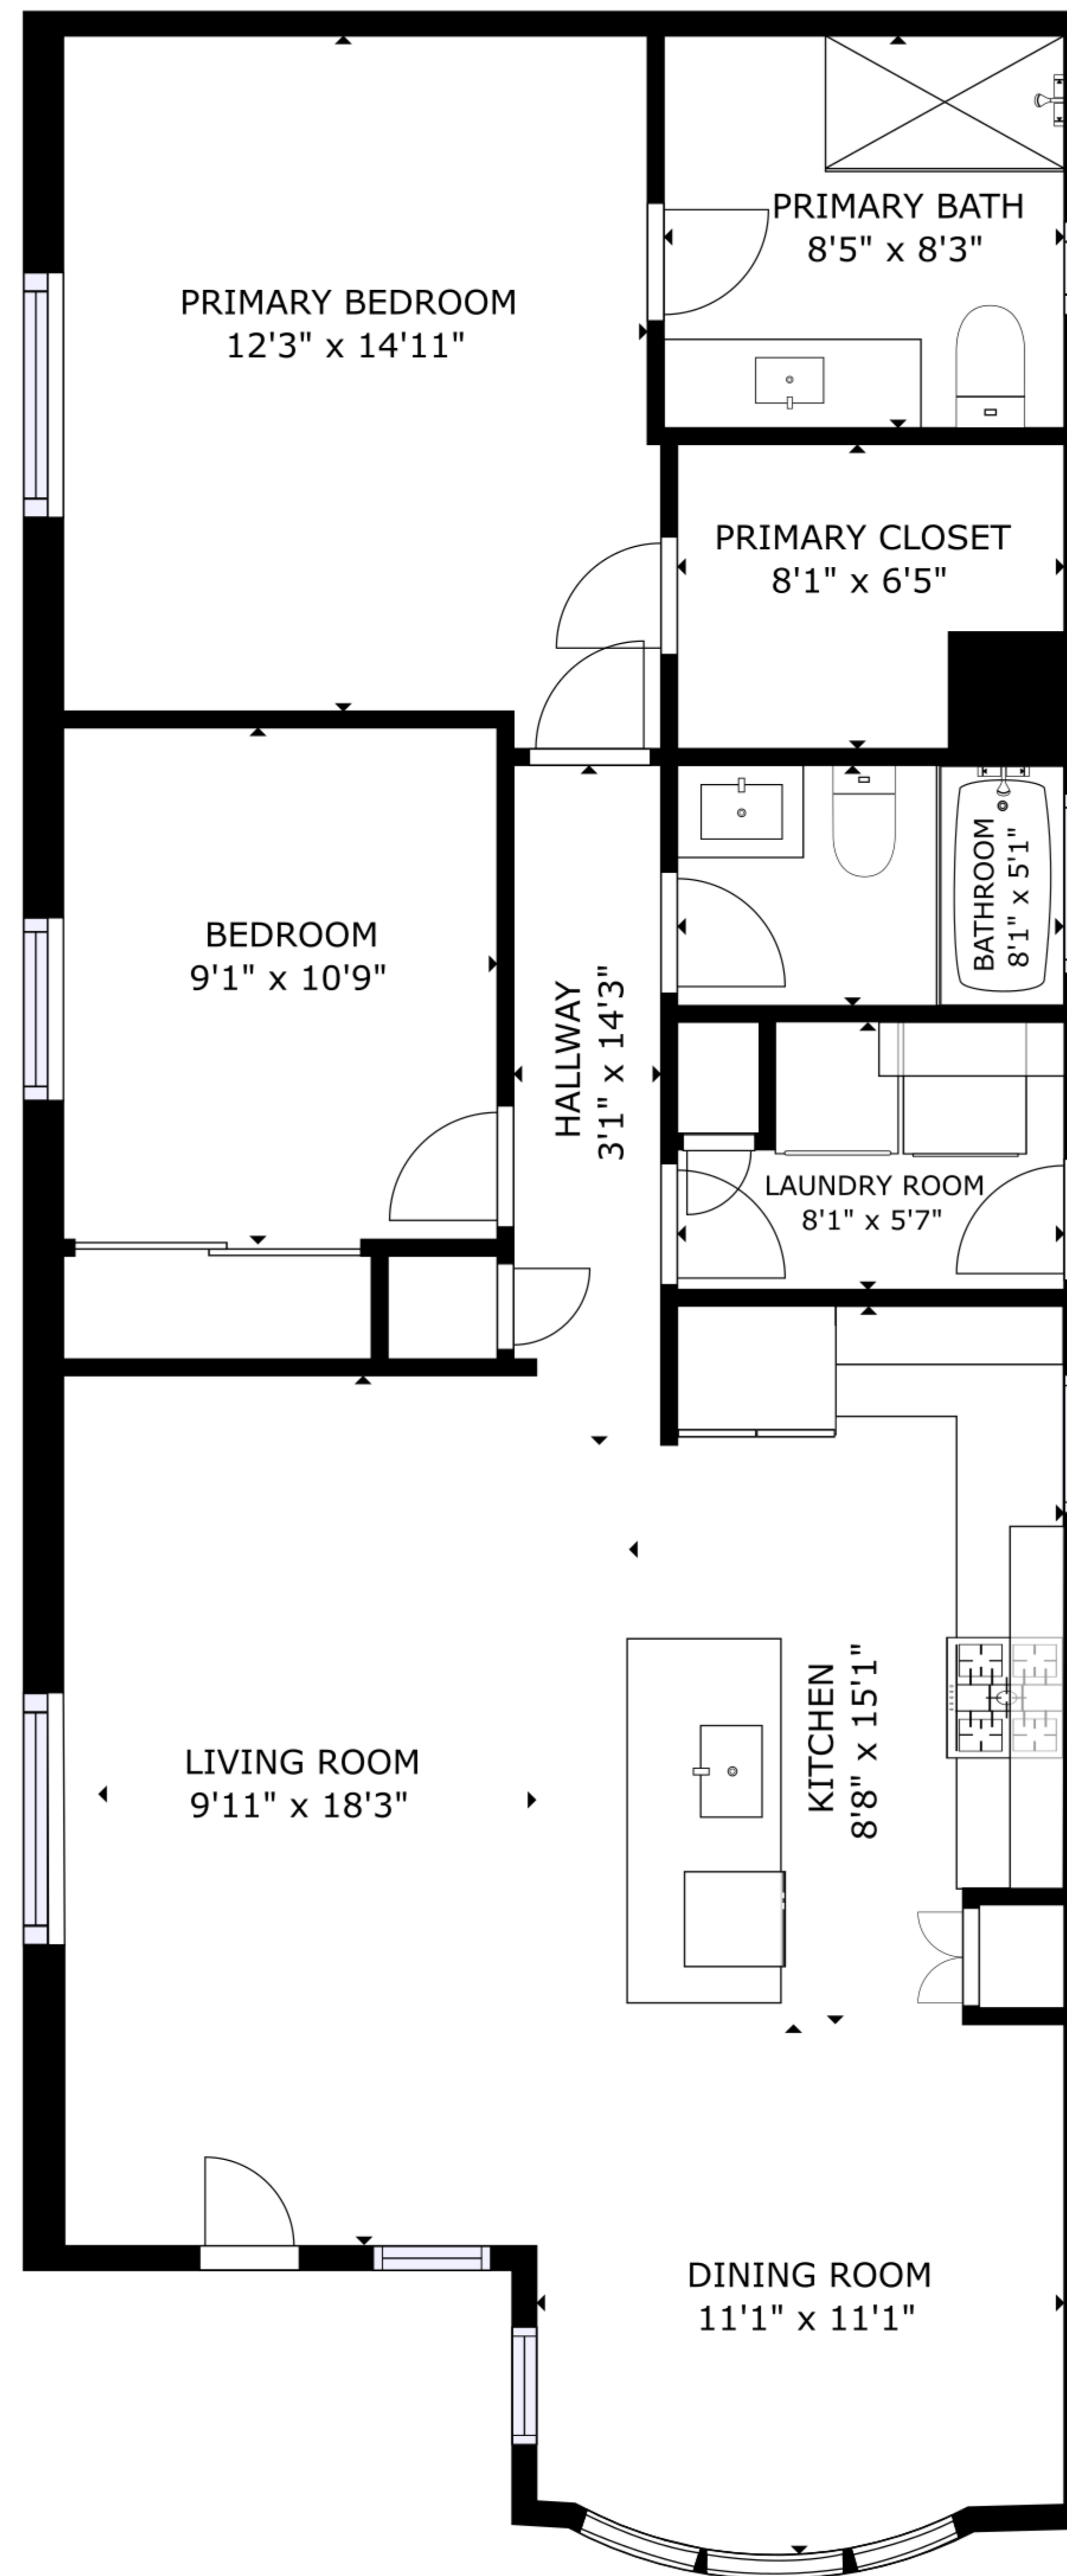 PRIMARY BATH
8'5" x 8'3"
PRIMARY BEDROOM
12'3" x 14'11"
PRIMARY CLOSET
8'1" x 6'5"
BATHROOM
8'1" x 5'1"
BEDROOM
9'1" x 10'9"
HALLWAY
3'1" x 14'3"
LAUNDRY ROOM
8'1" x 5'7"
KITCHEN
8'8" x 15'1"
LIVING ROOM
9'11" x 18'3"
DINING ROOM
11'1" x 11'1"